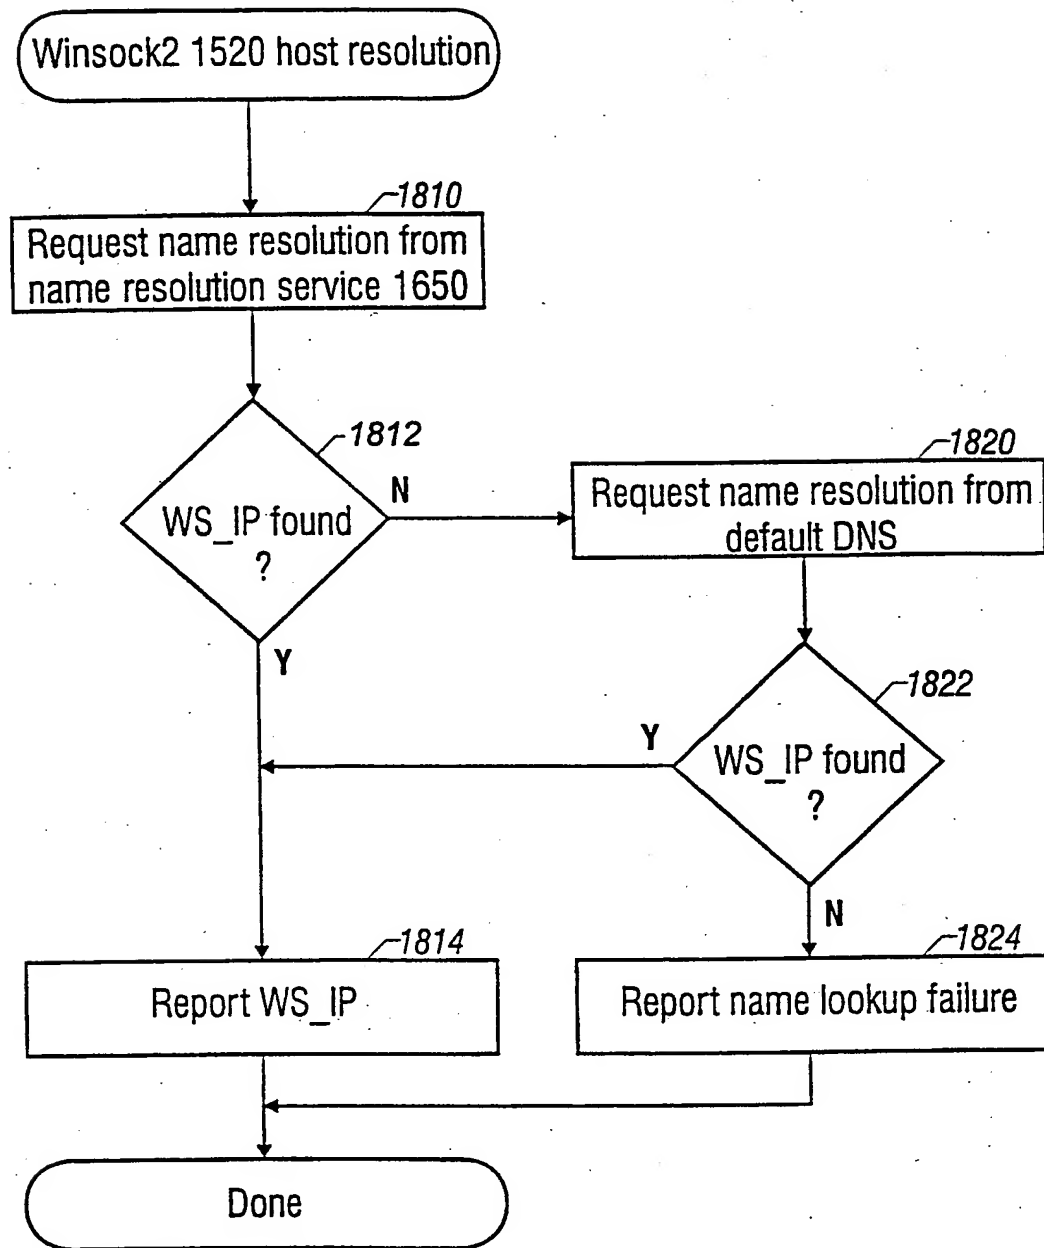 Winsock2 1520 host resolution
1810
Request name resolution from
name resolution service 1650
1812
WS_IP found
?
N
Y
1820
Request name resolution from
default DNS
1822
WS_IP found
?
Y
N
1814
Report WS_IP
1824
Report name lookup failure
Done